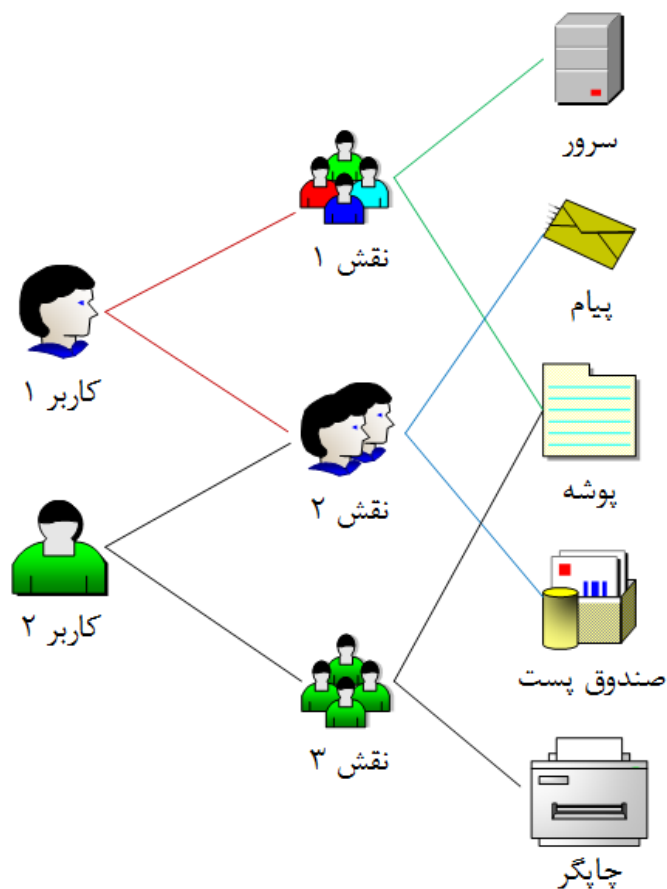 سرور
نقش ۱
پیام
کاربر ۱
پوشه
نقش ۲
کاربر ۲
صندوق پست
نقش ۳
چاپگر